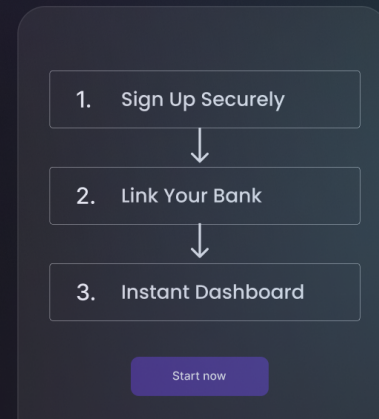 1. Sign Up Securely
2. Link Your Bank
3. Instant Dashboard
Start now